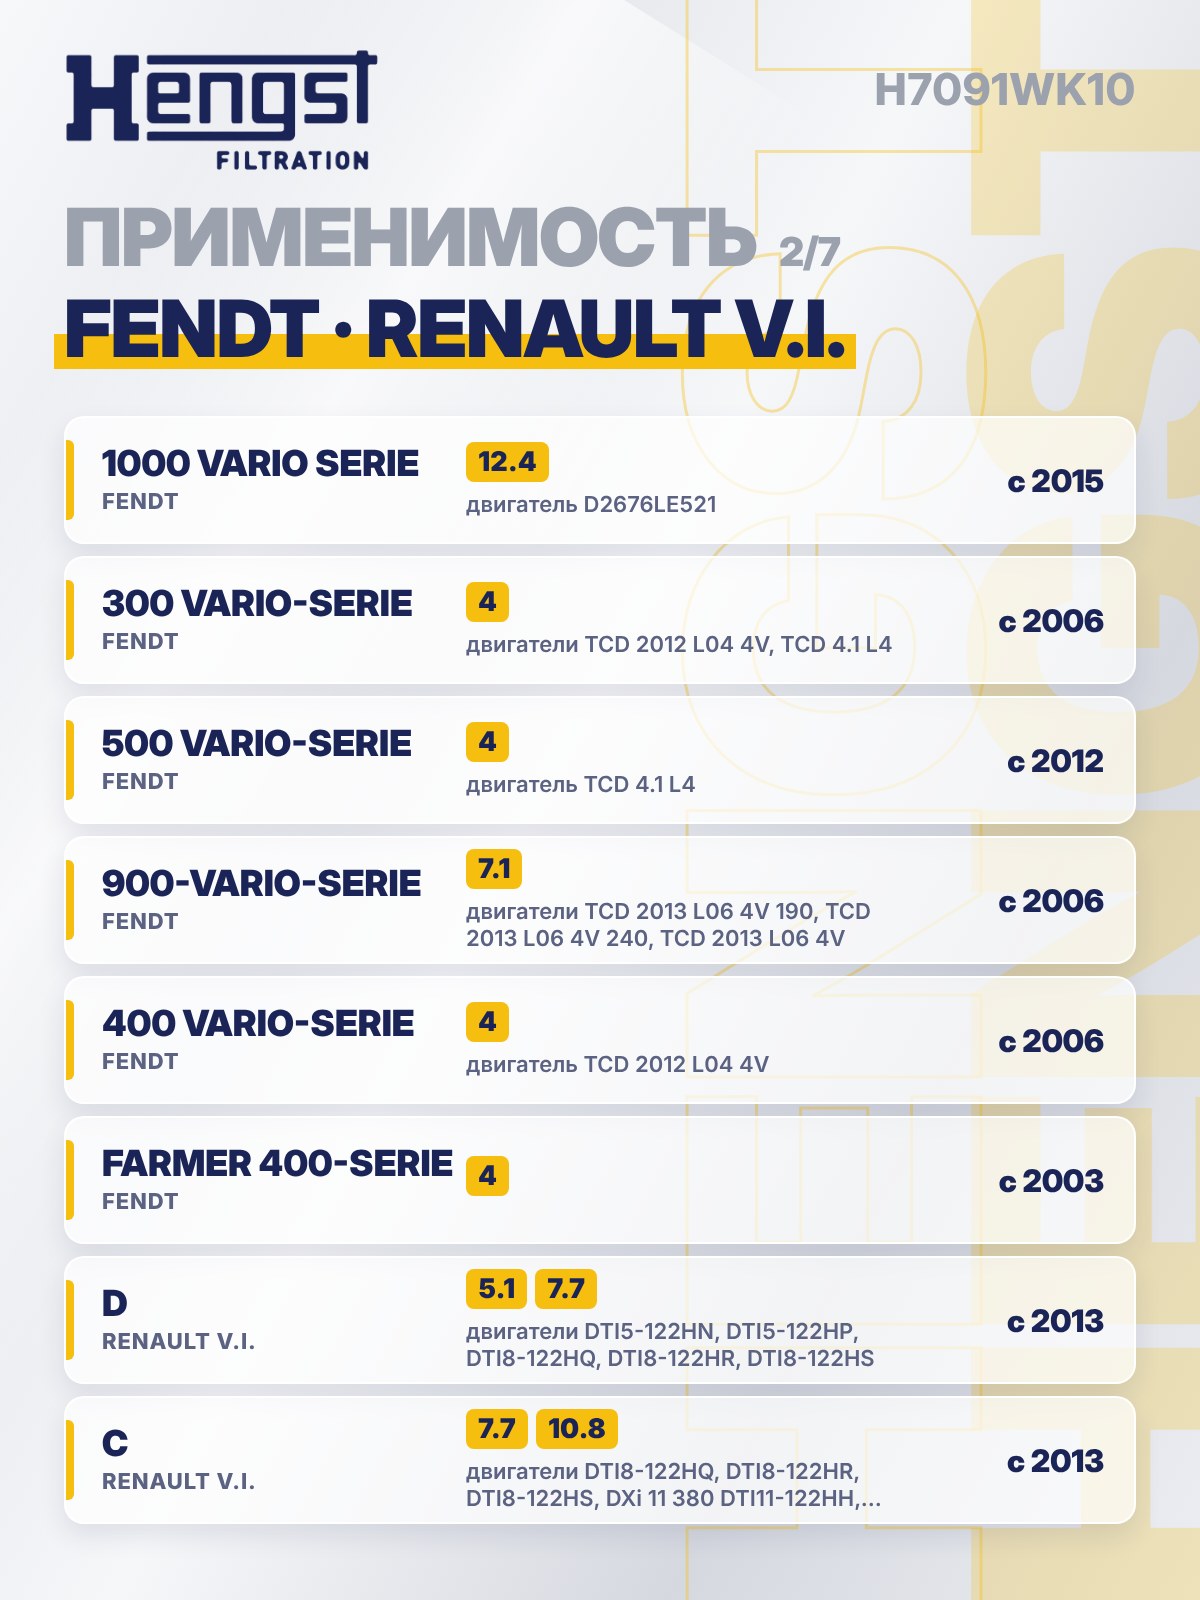 Hengst
FILTRATION
H7091WK10
ПРИМЕНИМОСТЬ 2/7
FENDT · RENAULT V.I.
1000 VARIO SERIE
FENDT
12.4
двигатель D2676LE521
с 2015
300 VARIO-SERIE
FENDT
4
двигатели TCD 2012 L04 4V, TCD 4.1 L4
с 2006
500 VARIO-SERIE
FENDT
4
двигатель TCD 4.1 L4
с 2012
900-VARIO-SERIE
FENDT
7.1
двигатели TCD 2013 L06 4V 190, TCD
2013 L06 4V 240, TCD 2013 L06 4V
с 2006
400 VARIO-SERIE
FENDT
4
двигатель TCD 2012 L04 4V
с 2006
FARMER 400-SERIE
FENDT
4
с 2003
D
RENAULT V.I.
5.1 7.7
двигатели DTI5-122HN, DTI5-122HP,
DTI8-122HQ, DTI8-122HR, DTI8-122HS
с 2013
C
RENAULT V.I.
7.7 10.8
двигатели DTI8-122HQ, DTI8-122HR,
DTI8-122HS, DXi 11 380 DTI11-122HH,...
с 2013
HENGST
HENGST